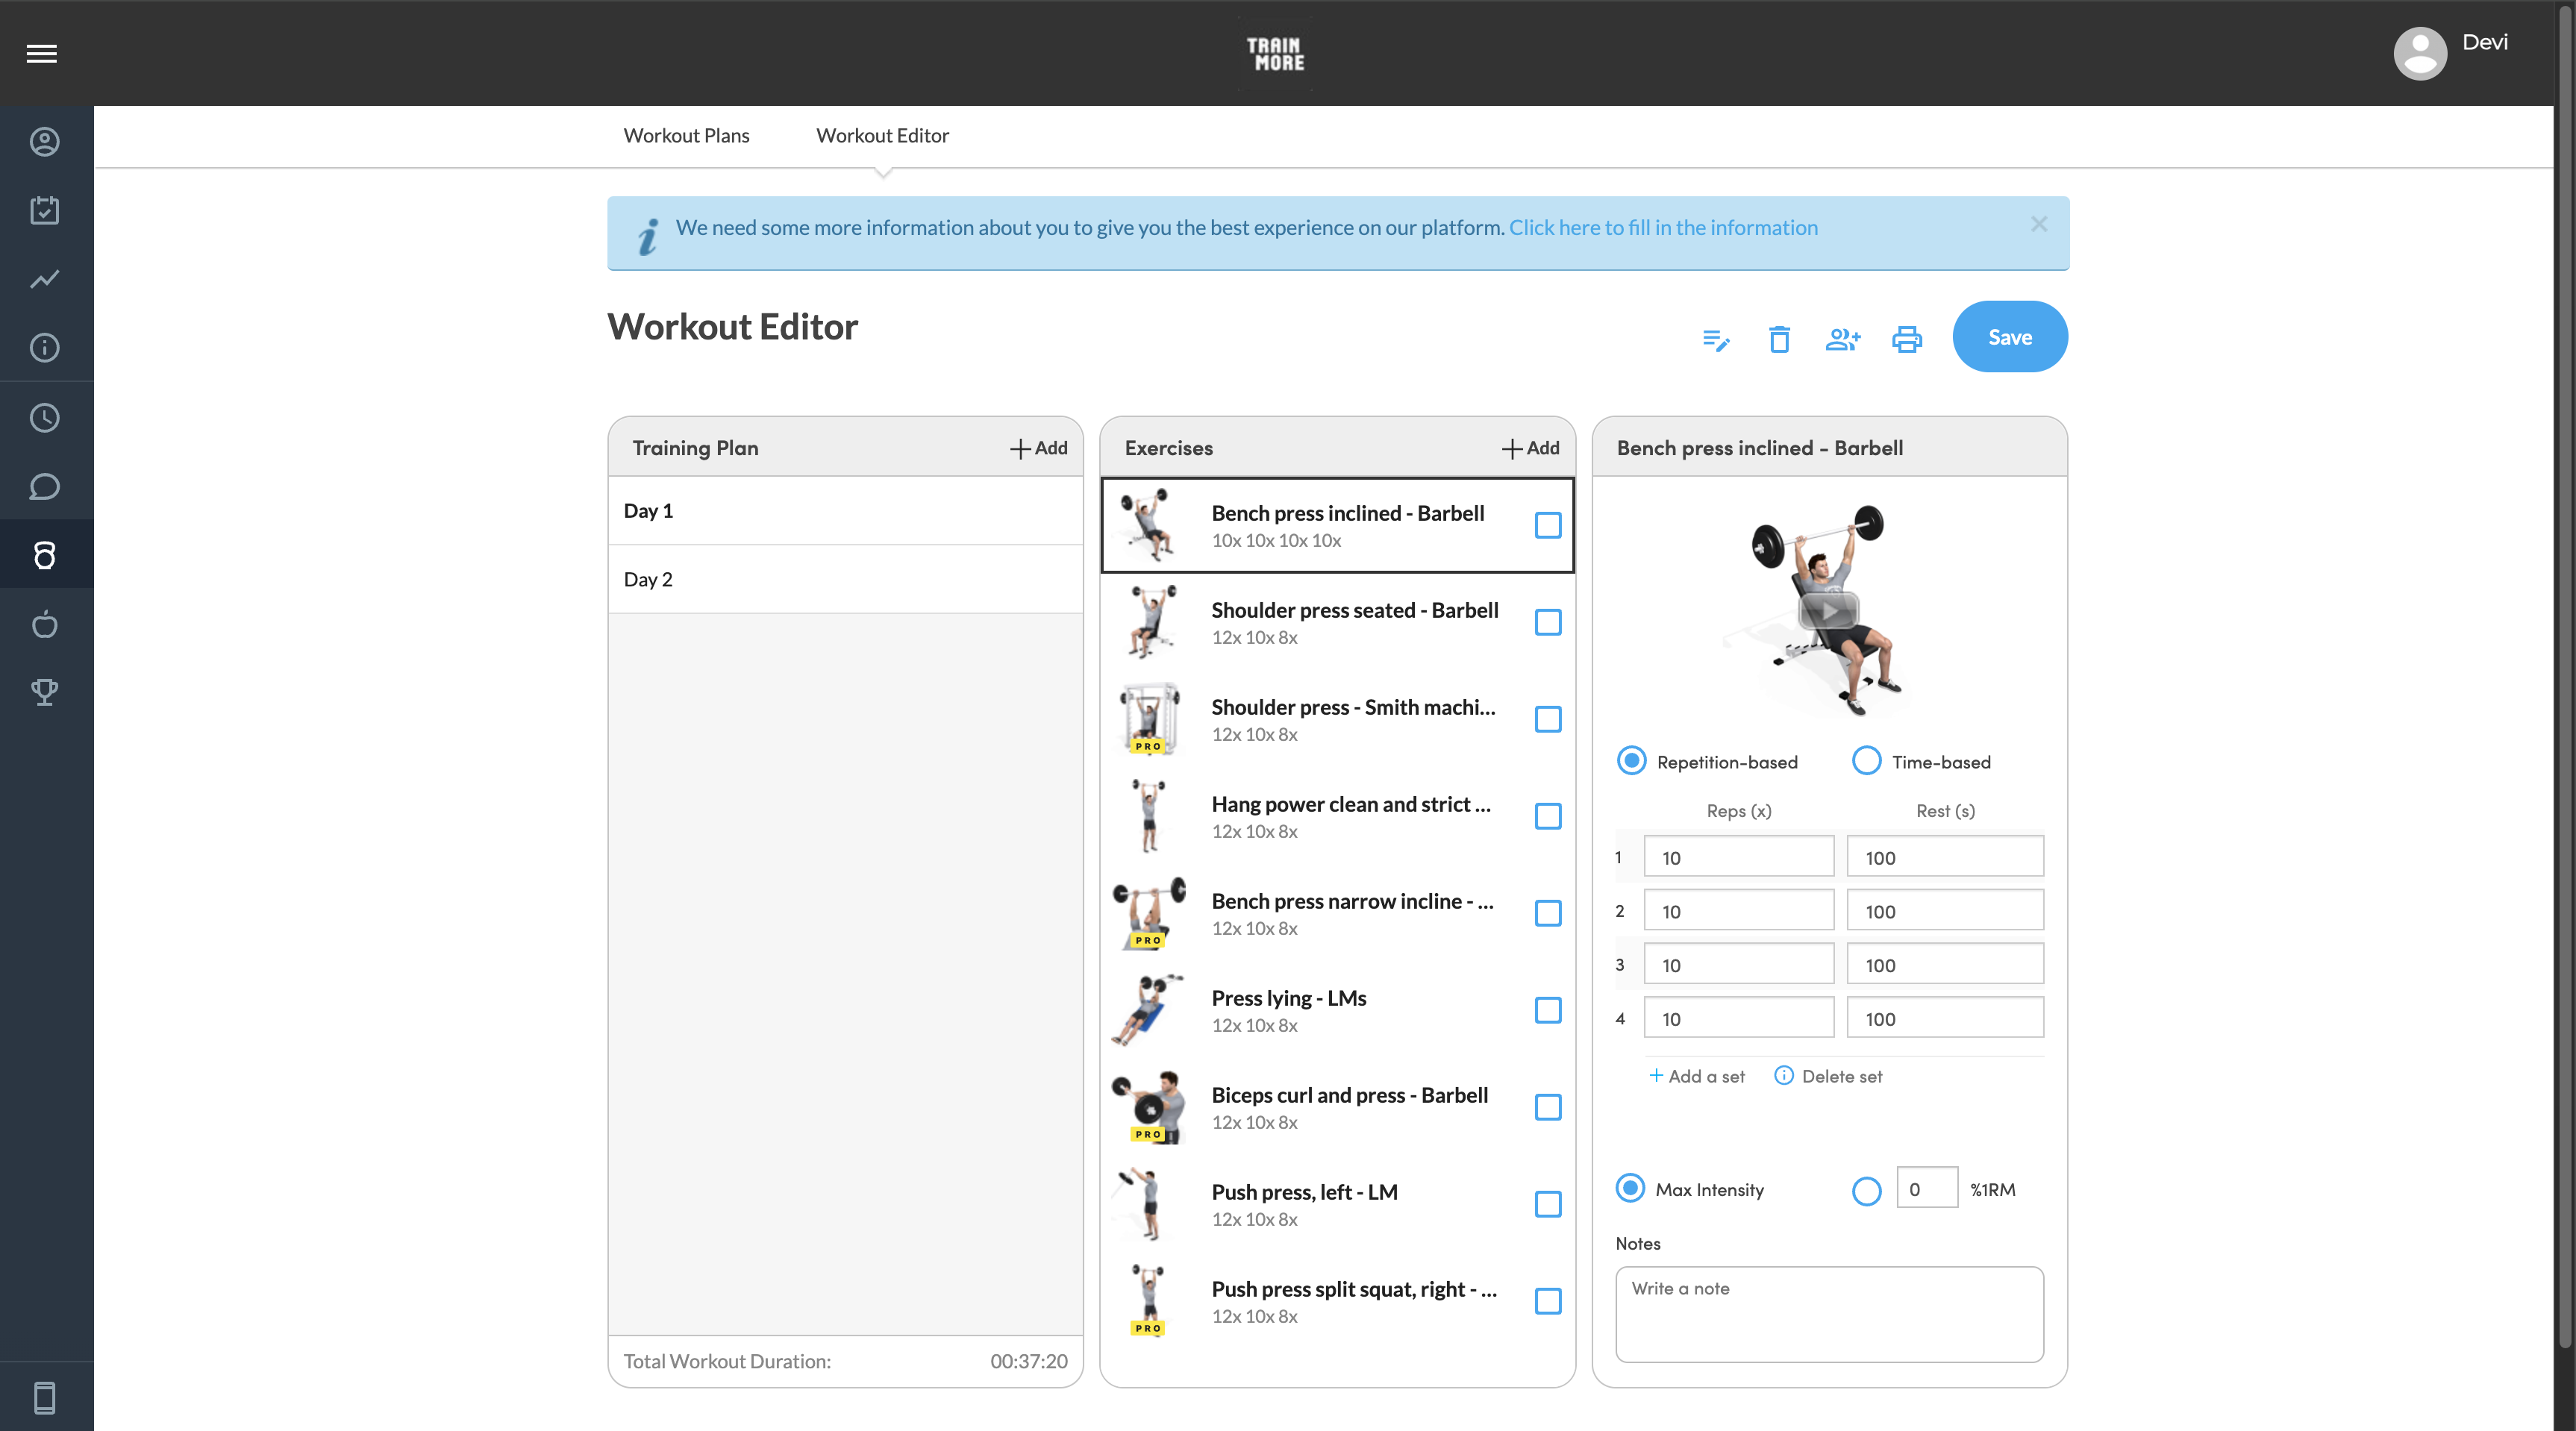 TRAIN
MORE
Devi
Workout Plans
Workout Editor
We need some more information about you to give you the best experience on our platform. Click here to fill in the information
Workout Editor
Save
Training Plan
Add
Day 1
Day 2
Total Workout Duration:
00:37:20
Exercises
Add
Bench press inclined - Barbell
10x 10x 10x 10x
Shoulder press seated - Barbell
12x 10x 8x
Shoulder press - Smith machi...
12x 10x 8x
PRO
Hang power clean and strict ...
12x 10x 8x
Bench press narrow incline - ...
12x 10x 8x
PRO
Press lying - LMs
12x 10x 8x
Biceps curl and press - Barbell
12x 10x 8x
PRO
Push press, left - LM
12x 10x 8x
Push press split squat, right - ...
12x 10x 8x
PRO
Bench press inclined - Barbell
Repetition-based
Time-based
Reps (x) Rest (s)
1 10 100
2 10 100
3 10 100
4 10 100
+ Add a set
Delete set
Max Intensity
0 %1RM
Notes
Write a note